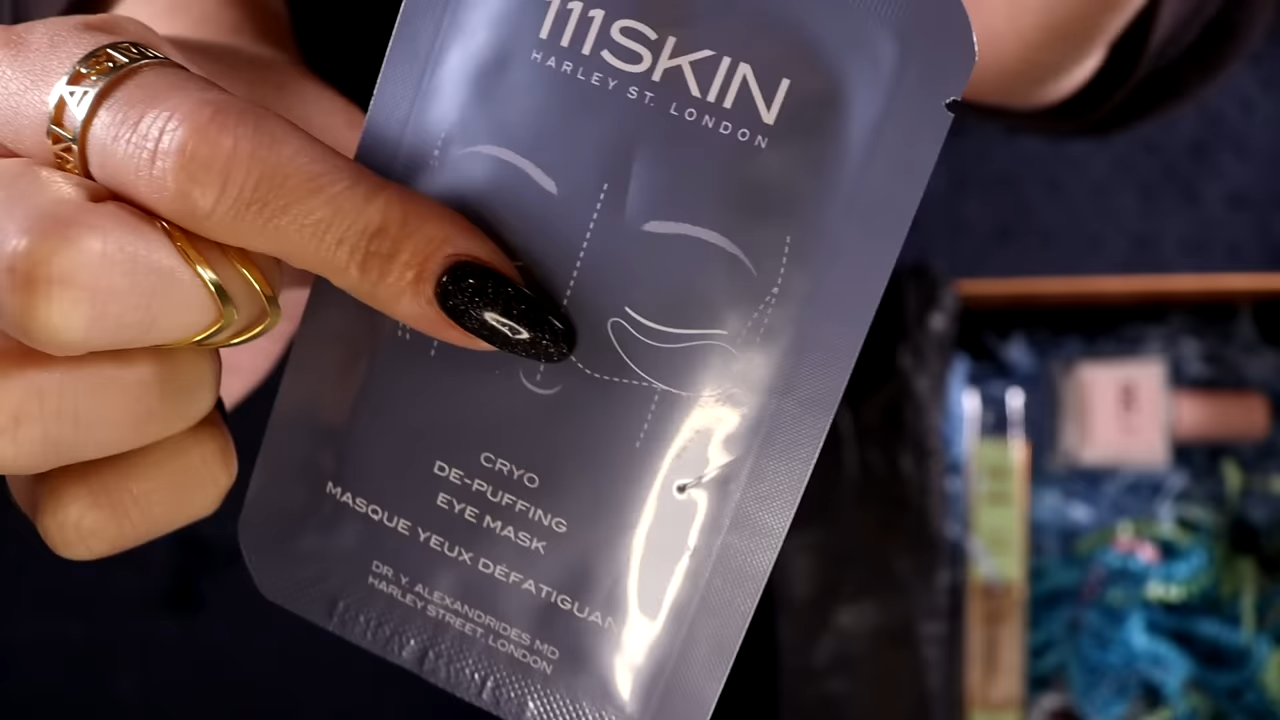 111SKIN
HARLEY ST. LONDON
CRYO
DE-PUFFING
EYE MASK
MASQUE YEUX DÉFATIGUAN
DR. Y. ALEXANDRIDES MD
HARLEY STREET, LONDON